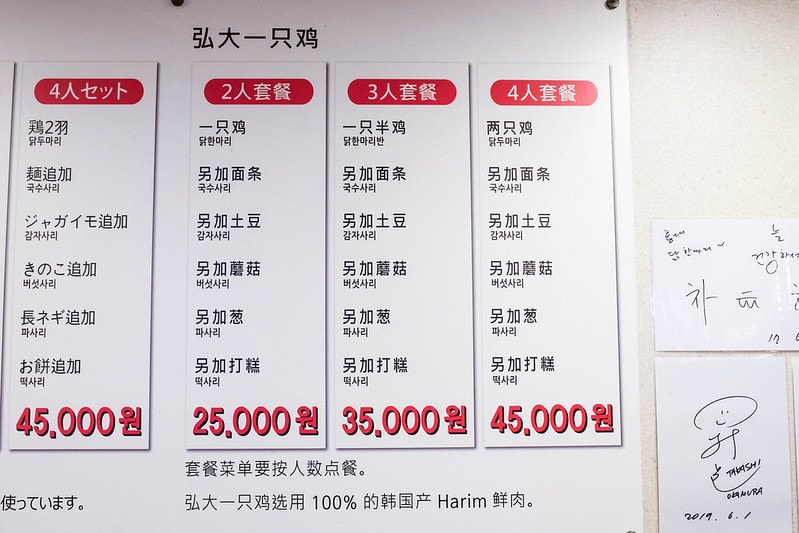 4人セット
鶏2羽
닭두마리
麺追加
국수사리
ジャガイモ追加
감자사리
きのこ追加
버섯사리
長ネギ追加
파사리
お餅追加
떡사리
45.000원
使っています。
弘大一只鸡
2人套餐
一只鸡
닭한마리
另加面条
국수사리
另加土豆
감자사리
另加蘑菇
버섯사리
另加葱
파사리
另加打糕
떡사리
25.000원
3人套餐
一只半鸡
닭한마리반
另加面条
국수사리
另加土豆
감자사리
另加蘑菇
버섯사리
另加葱
파사리
另加打糕
떡사리
35.000원
4人套餐
两只鸡
닭두마리
另加面条
국수사리
另加土豆
감자사리
另加蘑菇
버섯사리
另加葱
파사리
另加打糕
떡사리
45.000원
套餐菜单要按人数点餐。
弘大一只鸡选用 100% 的韩国产 Harim 鲜肉。
홍대
닭한마리~
늘
건강하세
TAKASHI
OKAMURA
2019. 6. 1